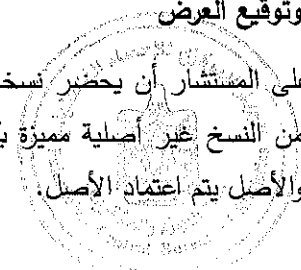 وتوقيع العرض
على المستشار أن يحضر نسخ
من النسخ غير أصلية مميزة
والأصل يتم اعتماد الأصل.